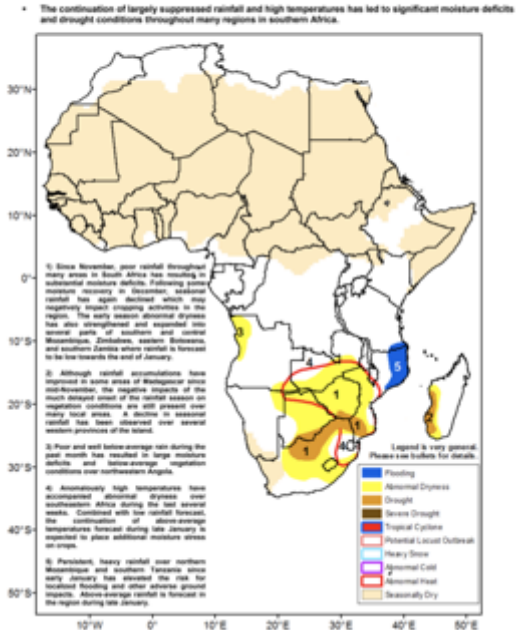 • The continuation of largely suppressed rainfall and high temperatures has led to significant moisture deficits
and drought conditions throughout many regions in southern Africa.
30°N
20°N
10°N
0°
10°S
20°S
30°S
40°S
50°S
1) Since November, poor rainfall throughout
many areas in South Africa has resulted in
substantial moisture deficits. Following some
moisture recovery in December, seasonal
rainfall has again declined which may
negatively impact cropping activities in the
region. The early season abnormal dryness
has also strengthened and expanded into
several parts of southern and central
Mozambique, Zimbabwe, eastern Botswana,
and southern Zambia where rainfall is forecast
to be low towards the end of January.
2) Although rainfall accumulations have
improved in some areas of Madagascar since
mid-November, the negative impacts of the
much delayed onset of the rainfall season on
vegetation conditions are still present over
many local areas. A decline in seasonal
rainfall has been observed over several
western provinces of the island.
3) Poor and well below-average rain during the
past month has resulted in large moisture
deficits and below-average vegetation
conditions over northwestern Angola.
4) Anomalously high temperatures have
accompanied abnormal dryness over
southeastern Africa during the last several
weeks. Combined with low rainfall forecast,
the continuation of above-average
temperatures forecast during late January is
expected to place additional moisture stress
on crops.
5) Persistent, heavy rainfall over northern
Mozambique and southern Tanzania since
early January has elevated the risk for
localized flooding and other adverse ground
impacts. Above-average rainfall is forecast in
the region during late January.
3
4
5
1
1
2
1
4
Legend is very general.
Please see bullets for details.
Flooding
Abnormal Dryness
Drought
Severe Drought
Tropical Cyclone
Potential Locust Outbreak
Heavy Snow
Abnormal Cold
Abnormal Heat
Seasonally Dry
10°W
0°
10°E
20°E
30°E
40°E
50°E